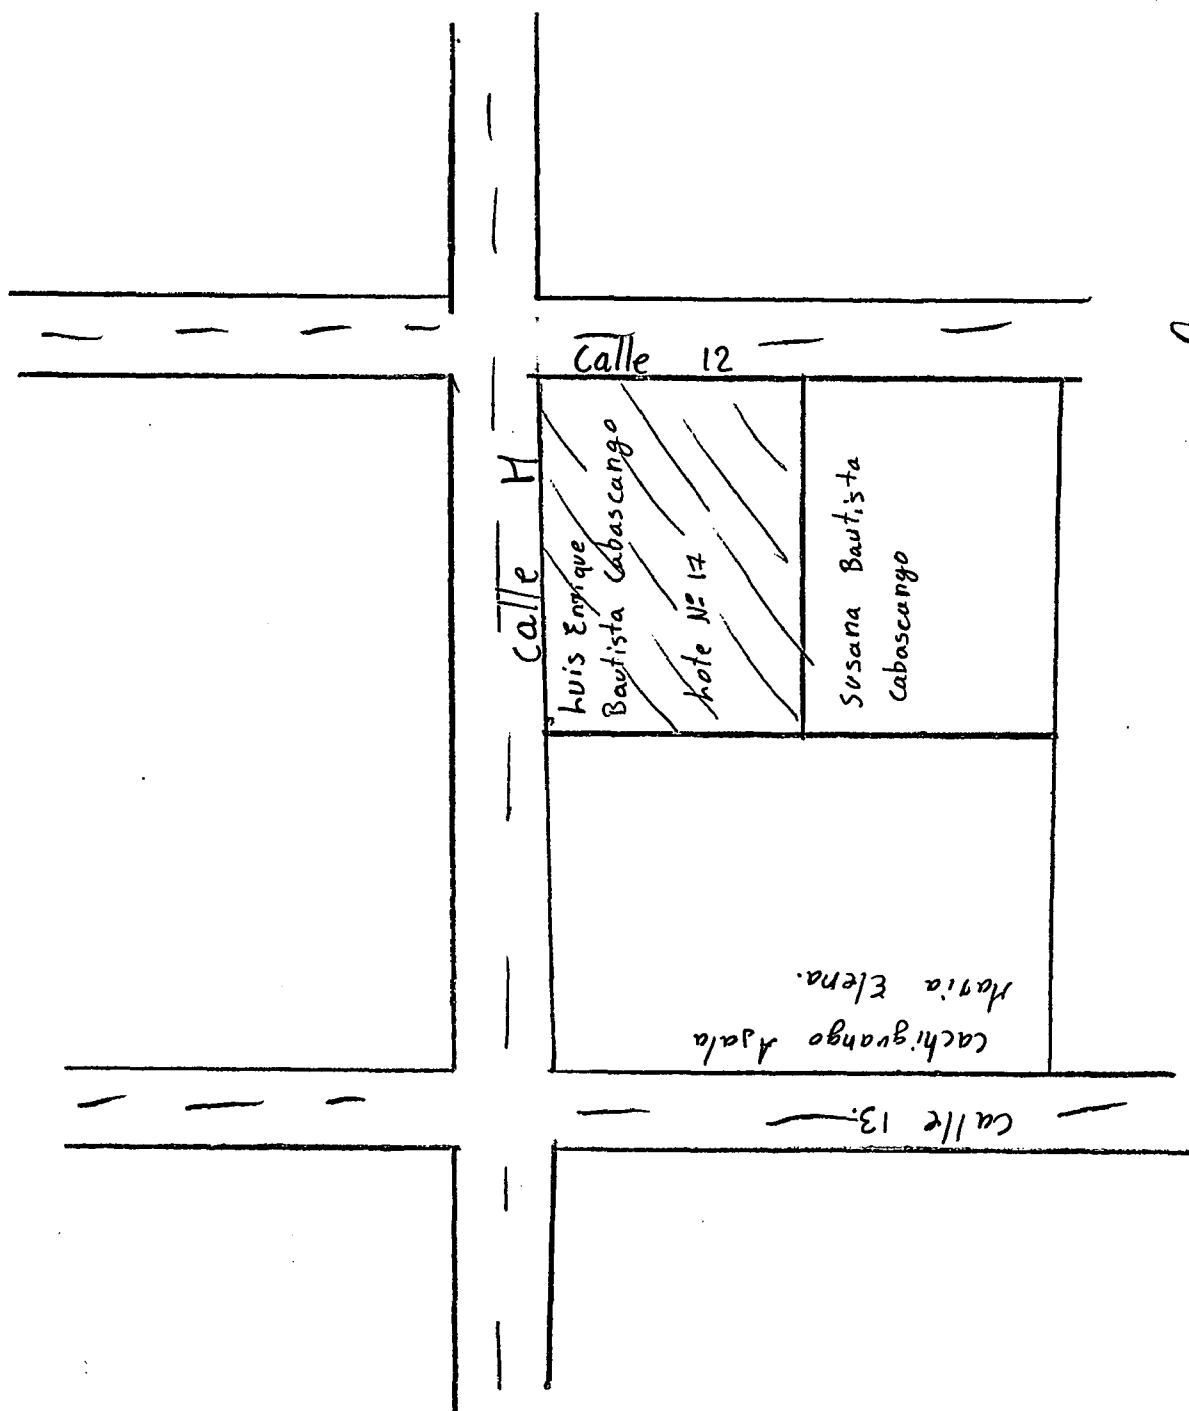 Calle 12
Calle H
Luis Enrique
Bautista Cabascango
Lote Nº 17
Susana Bautista
Cabascango
Cachiguango Ayala
Maria Elena.
Calle 13.